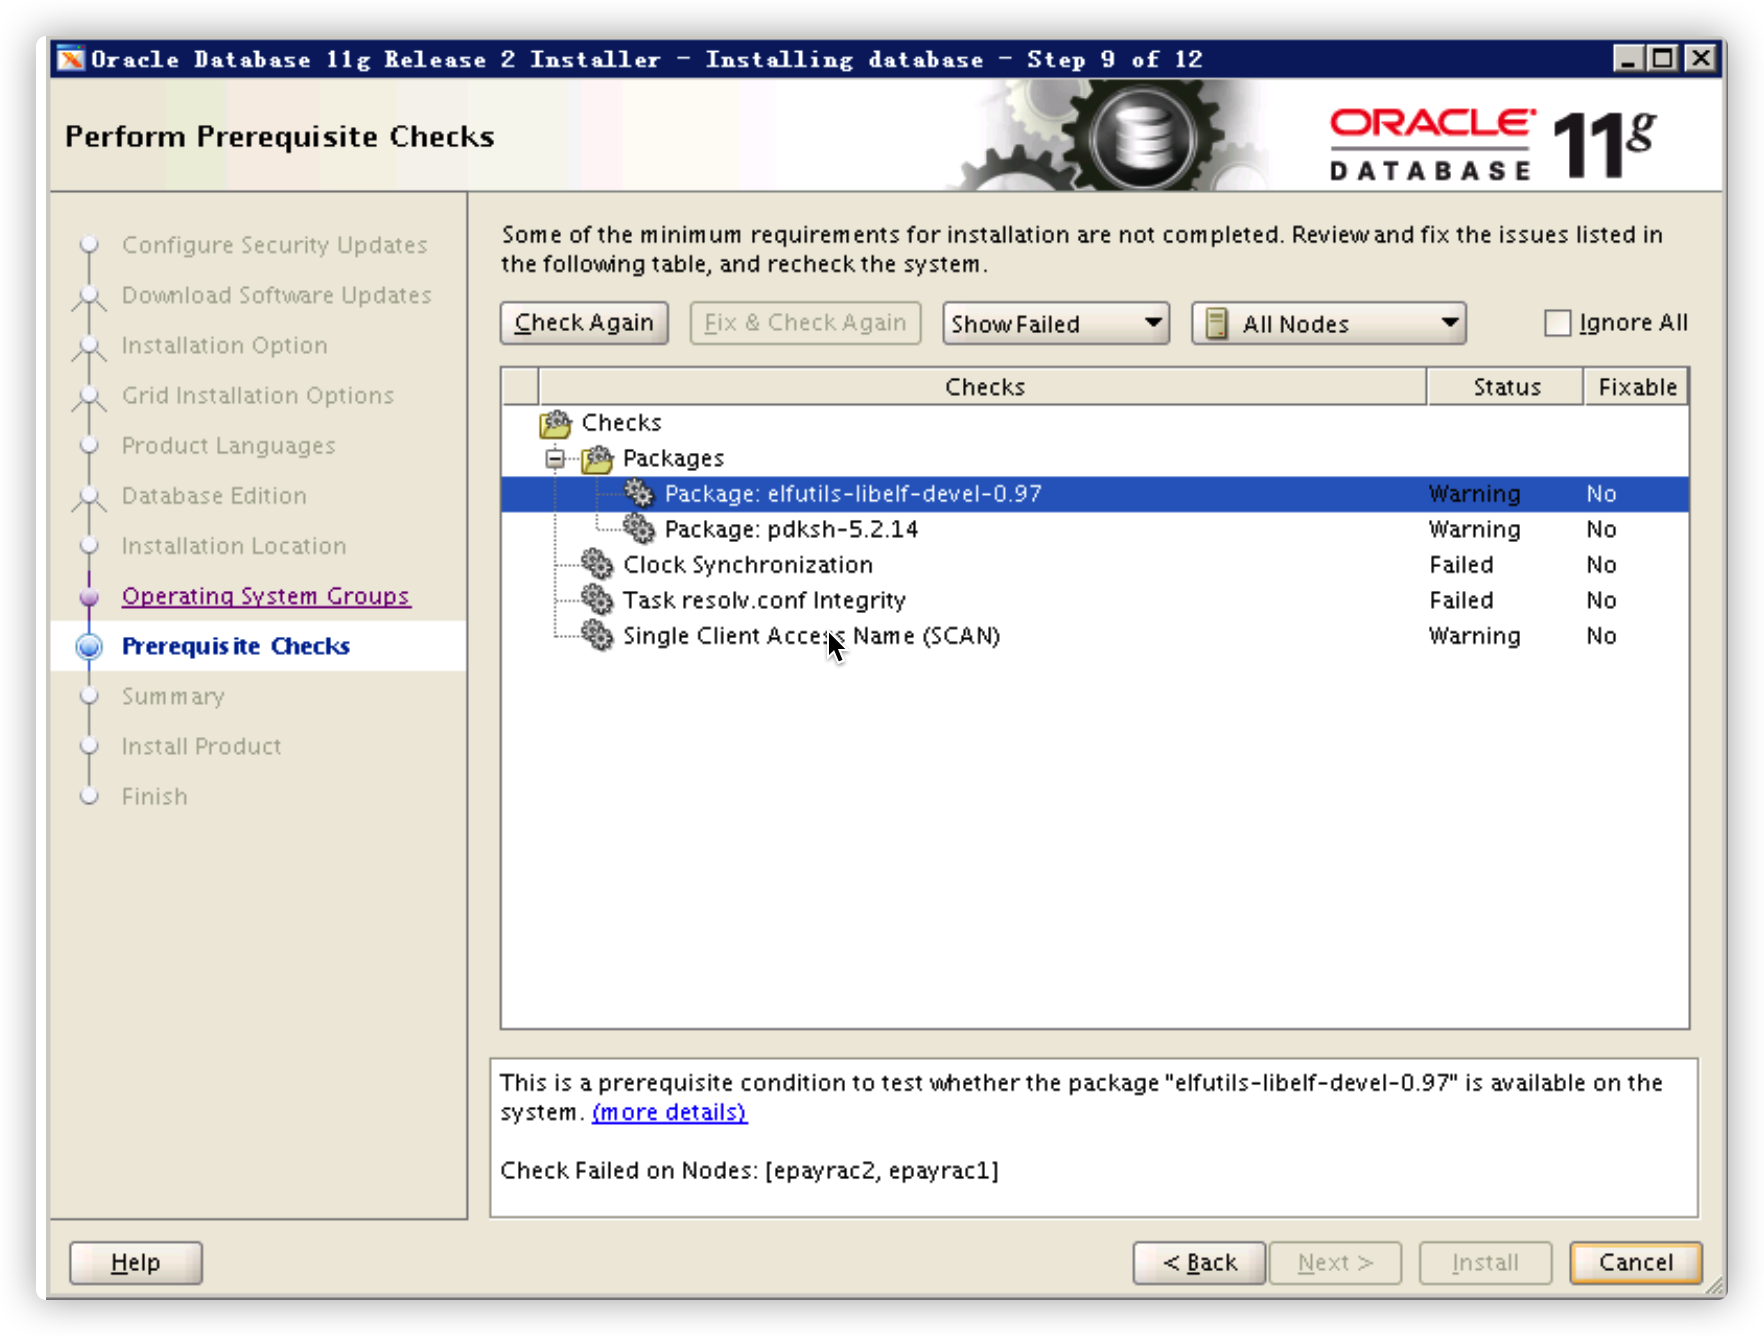 Oracle Database 11g Release 2 Installer - Installing database - Step 9 of 12
Perform Prerequisite Checks
ORACLE
DATABASE
11g
Configure Security Updates
Download Software Updates
Installation Option
Grid Installation Options
Product Languages
Database Edition
Installation Location
Operating System Groups
Prerequisite Checks
Summary
Install Product
Finish
Some of the minimum requirements for installation are not completed. Review and fix the issues listed in
the following table, and recheck the system.
Check Again Fix & Check Again Show Failed All Nodes Ignore All
Checks Status Fixable
Checks
Packages
Package: elfutils-libelf-devel-0.97 Warning No
Package: pdksh-5.2.14 Warning No
Clock Synchronization Failed No
Task resolv.conf Integrity Failed No
Single Client Access Name (SCAN) Warning No
This is a prerequisite condition to test whether the package "elfutils-libelf-devel-0.97" is available on the
system. (more details)
Check Failed on Nodes: [epayrac2, epayrac1]
Help < Back Next > Install Cancel